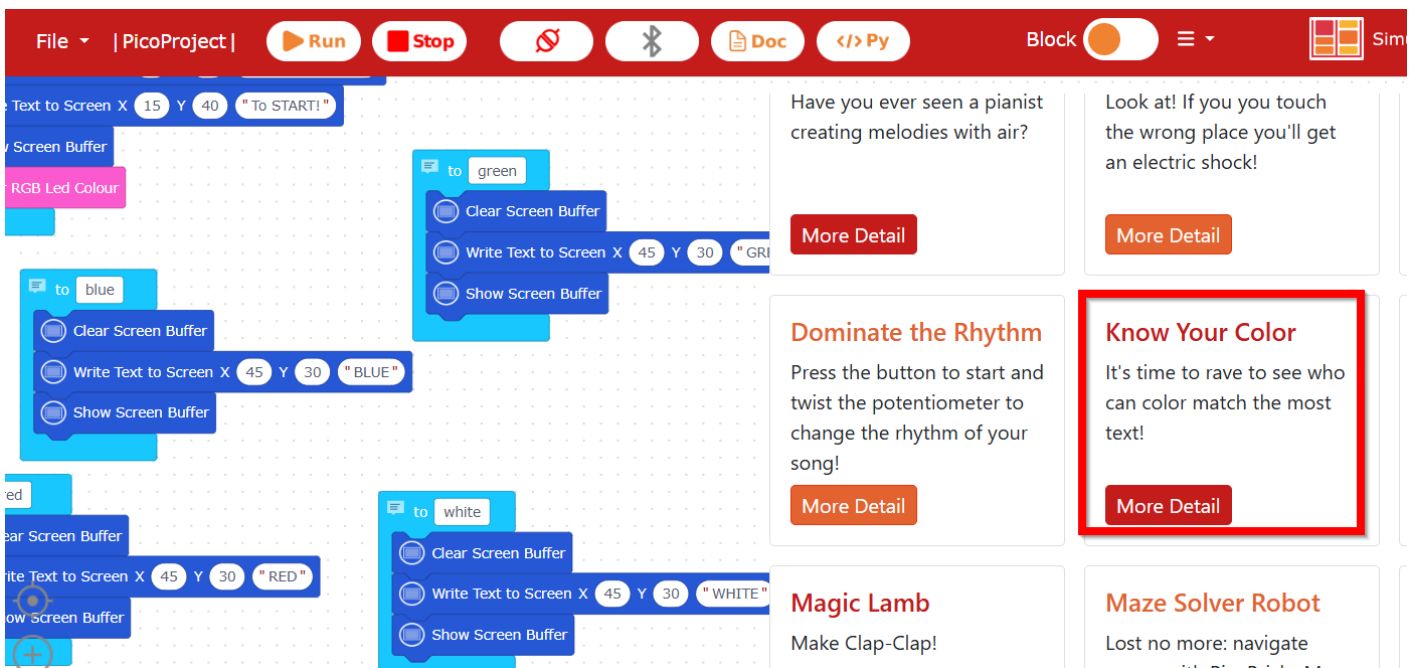 File |PicoProject| Run Stop Doc </> Py Block
Text to Screen X 15 Y 40 "To START!"
Screen Buffer
RGB Led Colour
to blue
Clear Screen Buffer
Write Text to Screen X 45 Y 30 "BLUE"
Show Screen Buffer
Screen Buffer
Text to Screen X 45 Y 30 "RED"
Screen Buffer
to green
Clear Screen Buffer
Write Text to Screen X 45 Y 30
Show Screen Buffer
to white
Clear Screen Buffer
Write Text to Screen X 45 Y 30 "WHITE"
Show Screen Buffer
Have you ever seen a pianist
creating melodies with air?
More Detail
Look at! If you you touch
the wrong place you'll get
an electric shock!
More Detail
Dominate the Rhythm
Press the button to start and
twist the potentiometer to
change the rhythm of your
song!
More Detail
Know Your Color
It's time to rave to see who
can color match the most
text!
More Detail
Magic Lamb
Make Clap-Clap!
Maze Solver Robot
Lost no more: navigate